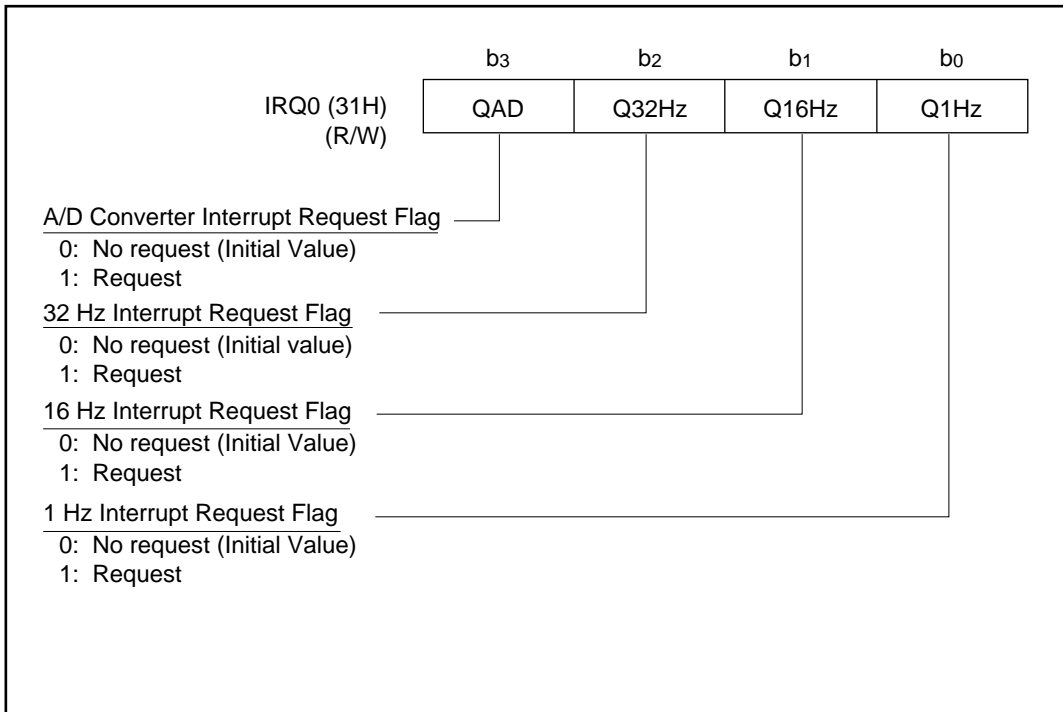 b3 b2 b1 b0
IRQ0 (31H) QAD Q32Hz Q16Hz Q1Hz
(R/W)
A/D Converter Interrupt Request Flag
0: No request (Initial Value)
1: Request
32 Hz Interrupt Request Flag
0: No request (Initial value)
1: Request
16 Hz Interrupt Request Flag
0: No request (Initial Value)
1: Request
1 Hz Interrupt Request Flag
0: No request (Initial Value)
1: Request